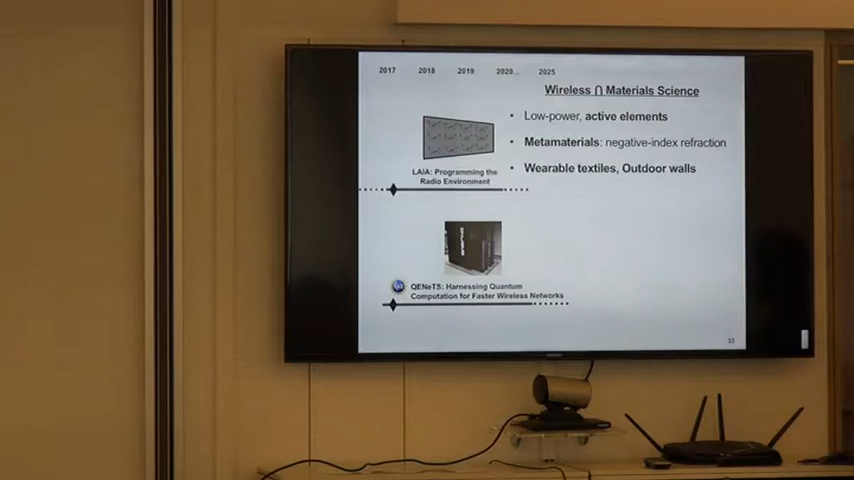 2017 2018 2019 2020... 2025
Wireless ⋂ Materials Science
• Low-power, active elements
• Metamaterials: negative-index refraction
• Wearable textiles, Outdoor walls
LAIA: Programming the
Radio Environment
QENeTS: Harnessing Quantum
Computation for Faster Wireless Networks
33